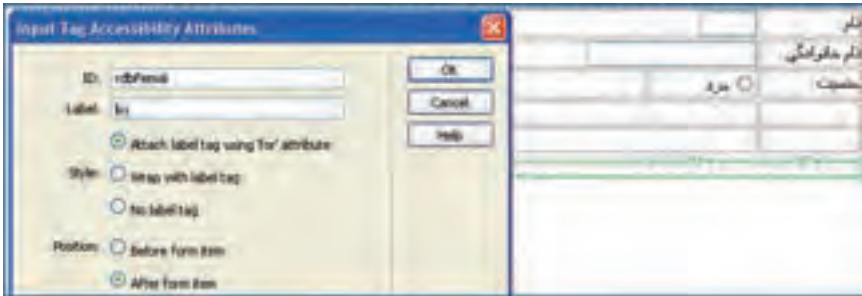 Input Tag Accessibility Attributes
ID:
Label:
OK
Cancel
Help
Attach label tag using 'for' attribute
Style:
Wrap with label tag
No label tag
Position:
Before form item
After form item
نام
نام خانوادگی
جنسیت
مرد